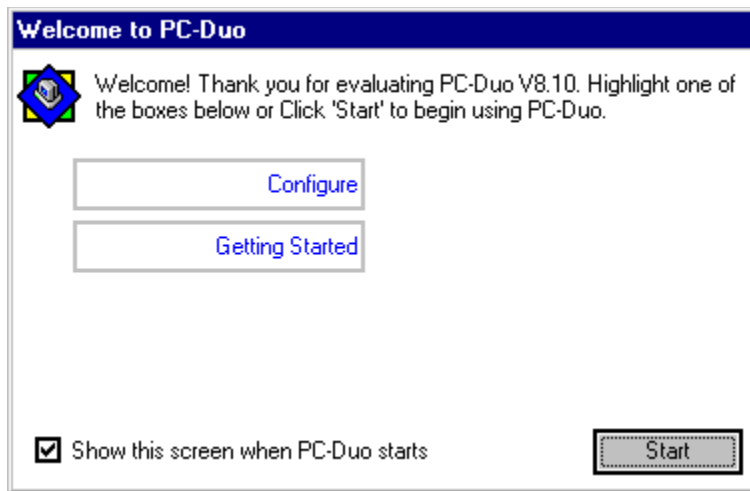 Welcome to PC-Duo
Welcome! Thank you for evaluating PC-Duo V8.10. Highlight one of
the boxes below or Click 'Start' to begin using PC-Duo.
Configure
Getting Started
Show this screen when PC-Duo starts
Start